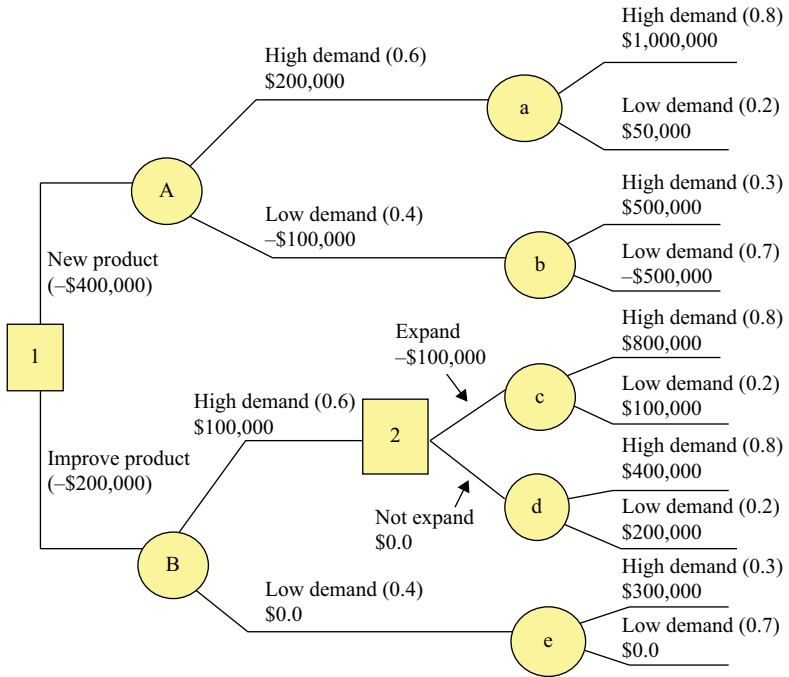 High demand (0.8)
$1,000,000
High demand (0.6)
$200,000
a
Low demand (0.2)
$50,000
A
High demand (0.3)
$500,000
Low demand (0.4)
–$100,000
b
Low demand (0.7)
–$500,000
New product
(–$400,000)
1
Expand
–$100,000
High demand (0.8)
$800,000
c
Low demand (0.2)
$100,000
High demand (0.6)
$100,000
2
High demand (0.8)
$400,000
Improve product
(–$200,000)
d
Low demand (0.2)
$200,000
Not expand
$0.0
B
High demand (0.3)
$300,000
Low demand (0.4)
$0.0
e
Low demand (0.7)
$0.0